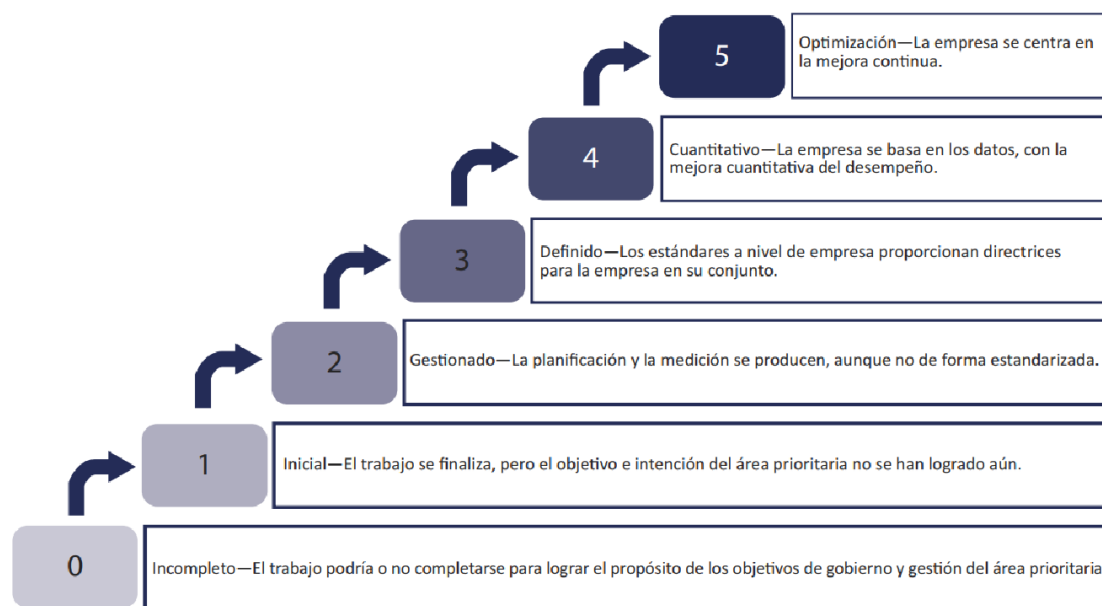 5
Optimización—La empresa se centra en
la mejora continua.
4
Cuantitativo—La empresa se basa en los datos, con la
mejora cuantitativa del desempeño.
3
Definido—Los estándares a nivel de empresa proporcionan directrices
para la empresa en su conjunto.
2
Gestionado—La planificación y la medición se producen, aunque no de forma estandarizada.
1
Inicial—El trabajo se finaliza, pero el objetivo e intención del área prioritaria no se han logrado aún.
0
Incompleto—El trabajo podría o no completarse para lograr el propósito de los objetivos de gobierno y gestión del área prioritaria